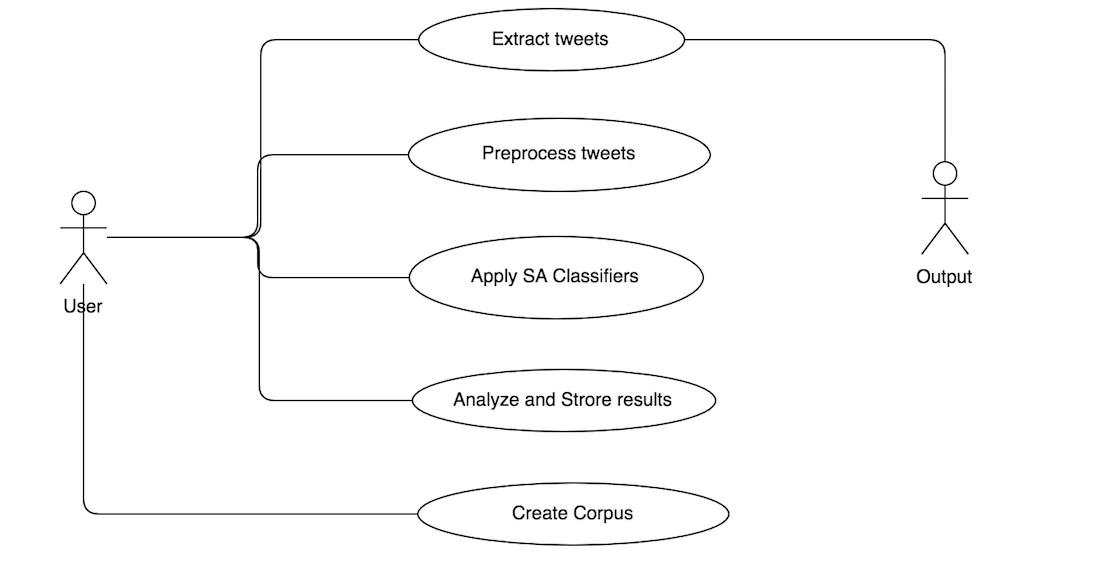 Extract tweets
Preprocess tweets
Apply SA Classifiers
Output
User
Analyze and Strore results
Create Corpus